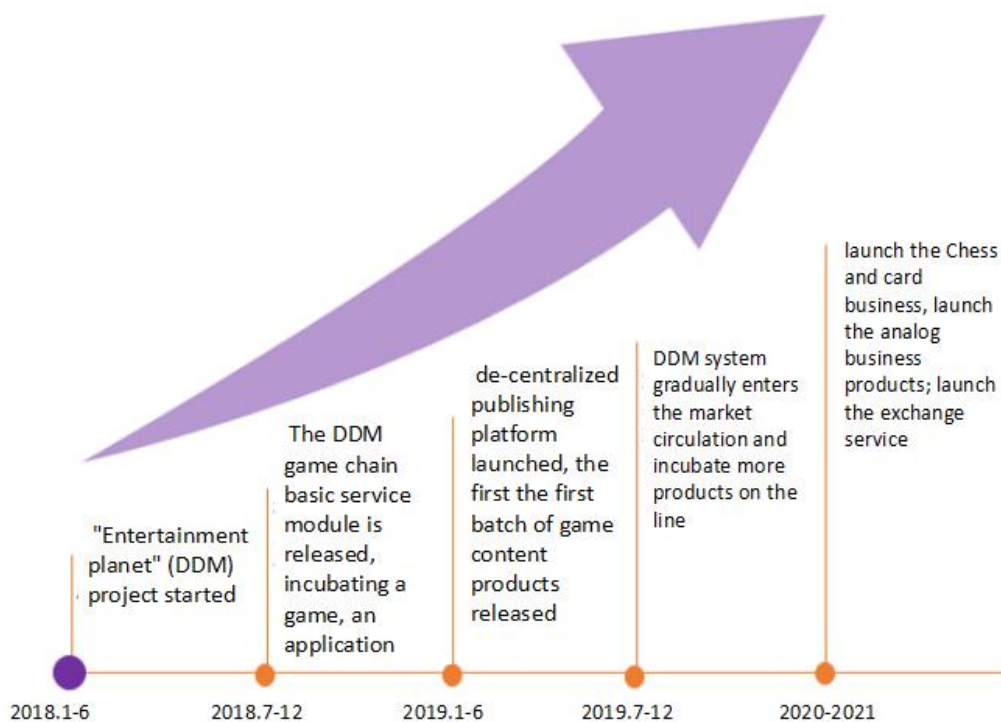 "Entertainment
planet" (DDM)
project started
The DDM
game chain
basic service
module is
released,
incubating a
game, an
application
de-centralized
publishing
platform
launched, the
first the first
batch of game
content
products
released
DDM system
gradually enters
the market
circulation and
incubate more
products on the
line
launch the Chess
and card
business, launch
the analog
business
products; launch
the exchange
service
2018.1-6
2018.7-12
2019.1-6
2019.7-12
2020-2021